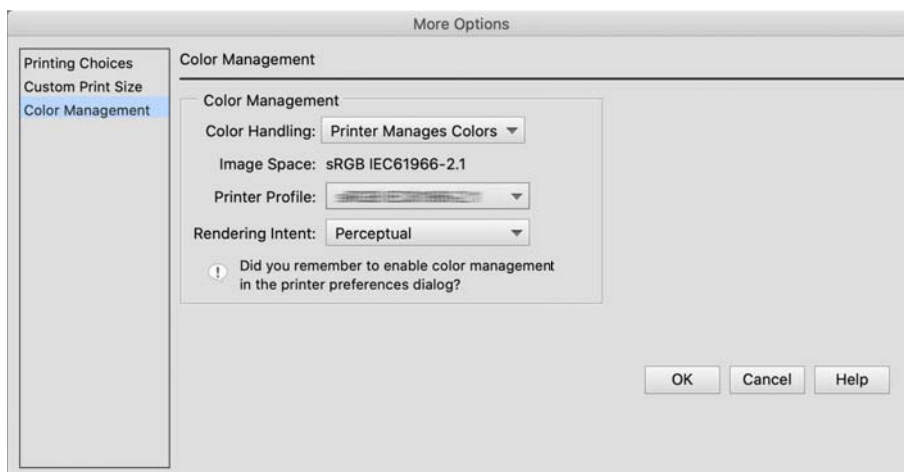 More Options
Printing Choices
Custom Print Size
Color Management
Color Management
Color Management
Color Handling: Printer Manages Colors
Image Space: sRGB IEC61966-2.1
Printer Profile:
Rendering Intent: Perceptual
! Did you remember to enable color management
in the printer preferences dialog?
OK Cancel Help